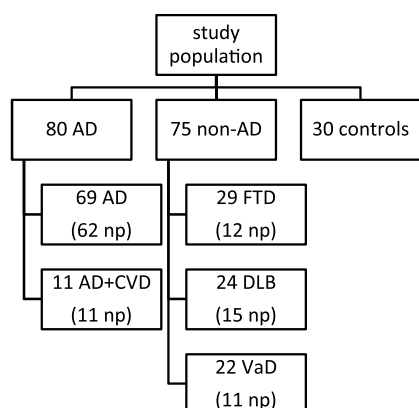 study
population
80 AD
75 non-AD
30 controls
69 AD
(62 np)
11 AD+CVD
(11 np)
29 FTD
(12 np)
24 DLB
(15 np)
22 VaD
(11 np)